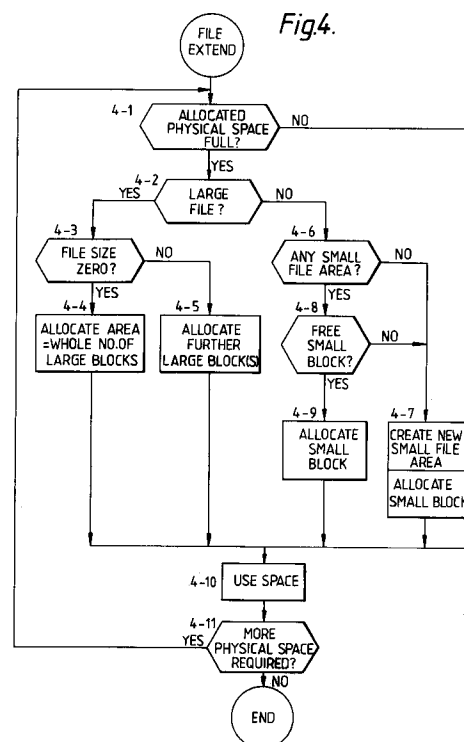 Fig.4.
FILE
EXTEND
4-1
ALLOCATED
PHYSICAL SPACE
FULL?
NO
YES
4-2
YES
LARGE
FILE?
NO
4-3
FILE SIZE
ZERO?
NO
YES
4-6
ANY SMALL
FILE AREA?
NO
YES
4-4
ALLOCATE AREA
=WHOLE NO.OF
LARGE BLOCKS
4-5
ALLOCATE
FURTHER
LARGE BLOCK(S)
4-8
FREE
SMALL
BLOCK?
NO
YES
4-9
ALLOCATE
SMALL
BLOCK
4-7
CREATE NEW
SMALL FILE
AREA
ALLOCATE
SMALL BLOCK
4-10
USE SPACE
4-11
YES
MORE
PHYSICAL SPACE
REQUIRED?
NO
END